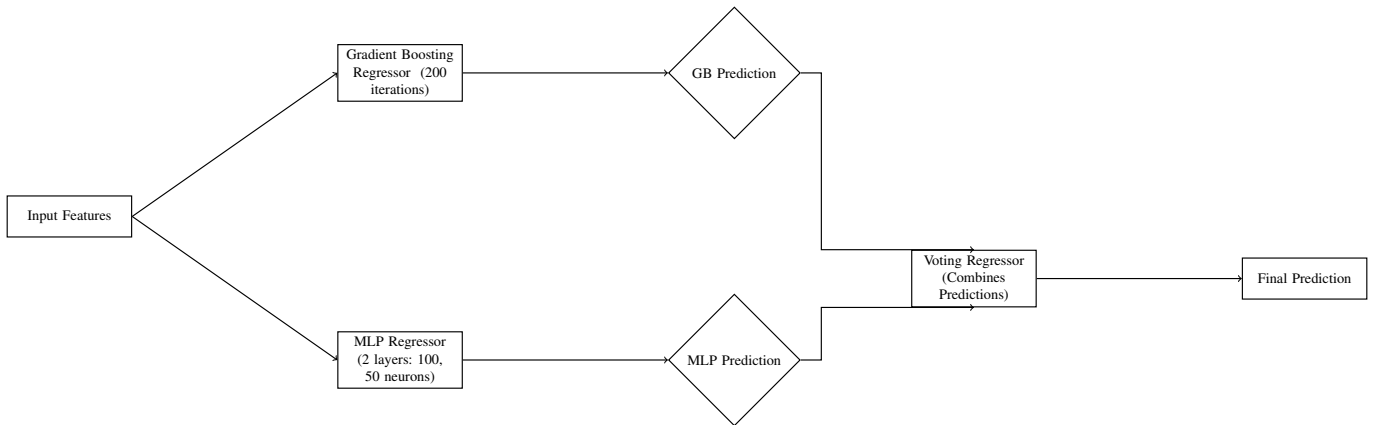 Gradient Boosting
Regressor (200
iterations)
GB Prediction
Input Features
Voting Regressor
(Combines
Predictions)
Final Prediction
MLP Regressor
(2 layers: 100,
50 neurons)
MLP Prediction